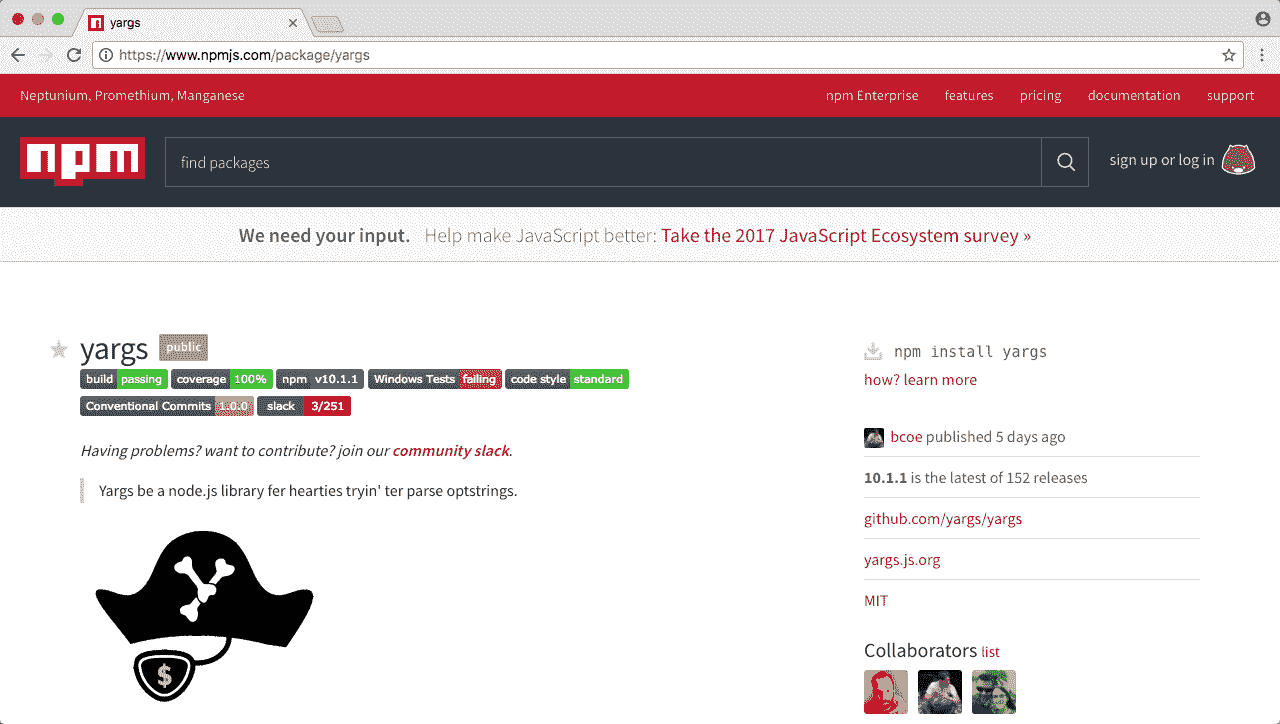 yargs
https://www.npmjs.com/package/yargs
Neptunium, Promethium, Manganese npm Enterprise features pricing documentation support
npm find packages sign up or log in
We need your input. Help make JavaScript better: Take the 2017 JavaScript Ecosystem survey »
yargs public
build passing coverage 100% npm v10.1.1 Windows Tests failing code style standard
Conventional Commits 1.0.0 slack 3/251
Having problems? want to contribute? join our community slack.
Yargs be a node.js library fer hearties tryin' ter parse optstrings.
$
npm install yargs
how? learn more
bcoe published 5 days ago
10.1.1 is the latest of 152 releases
github.com/yargs/yargs
yargs.js.org
MIT
Collaborators list